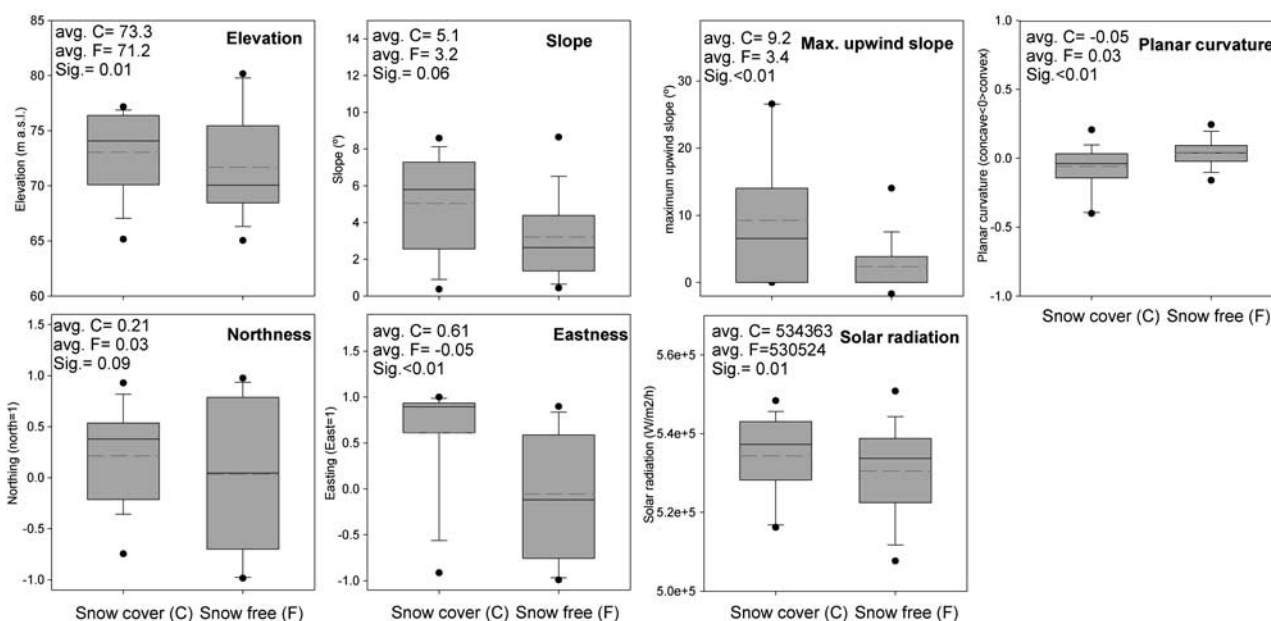 Elevation
avg. C= 73.3
avg. F= 71.2
Sig.= 0.01
Elevation (m a.s.l.)
85
80
75
70
65
60
Slope
avg. C= 5.1
avg. F= 3.2
Sig.= 0.06
Slope (º)
14
12
10
8
6
4
2
0
Max. upwind slope
avg. C= 9.2
avg. F= 3.4
Sig.<0.01
maximum upwind slope (º)
30
20
10
0
Planar curvature
avg. C= -0.05
avg. F= 0.03
Sig.<0.01
Planar curvature (concave<0>convex)
1.0
0.5
0.0
-0.5
-1.0
Snow cover (C) Snow free (F)
Northness
avg. C= 0.21
avg. F= 0.03
Sig.= 0.09
Northing (north=1)
1.5
1.0
0.5
0.0
-0.5
-1.0
Snow cover (C) Snow free (F)
Eastness
avg. C= 0.61
avg. F= -0.05
Sig.<0.01
Easting (East=1)
1.5
1.0
0.5
0.0
-0.5
-1.0
Snow cover (C) Snow free (F)
Solar radiation
avg. C= 534363
avg. F=530524
Sig.= 0.01
Solar radiation (W/m2/h)
5.6e+5
5.4e+5
5.2e+5
5.0e+5
Snow cover (C) Snow free (F)